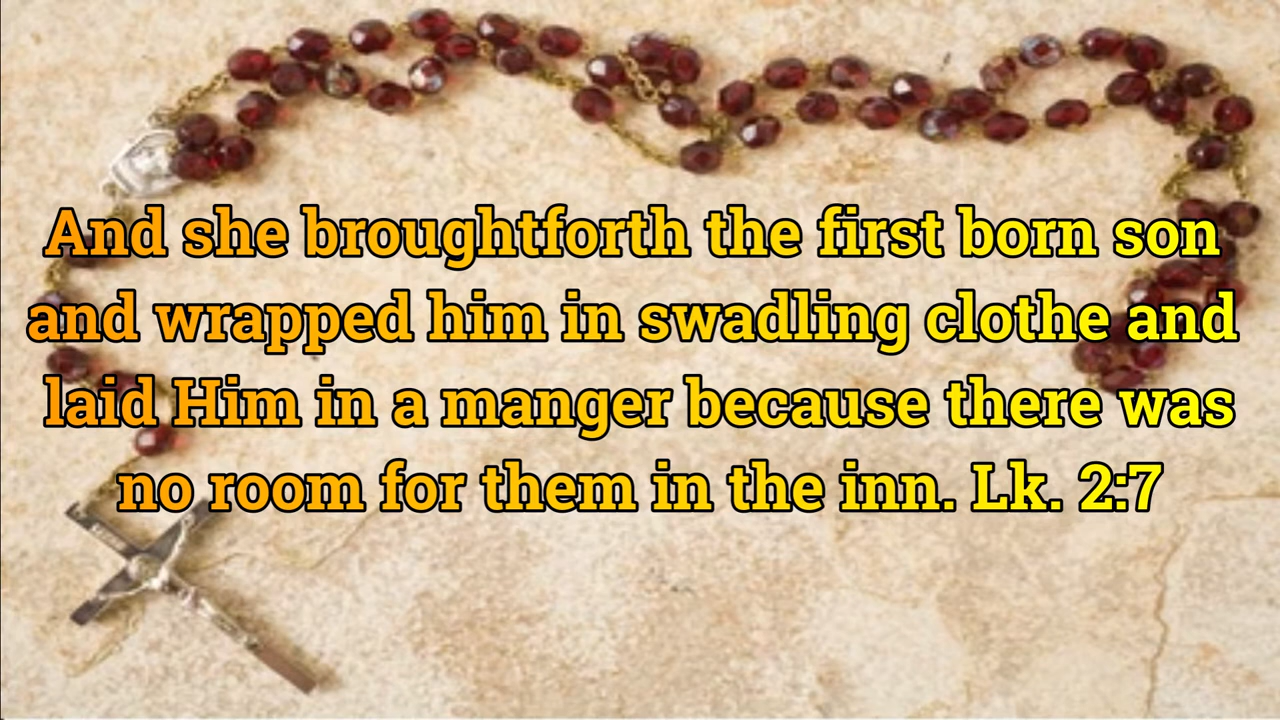 And she broughtforth the first born son
and wrapped him in swadling clothe and
laid Him in a manger because there was
no room for them in the inn. Lk. 2:7